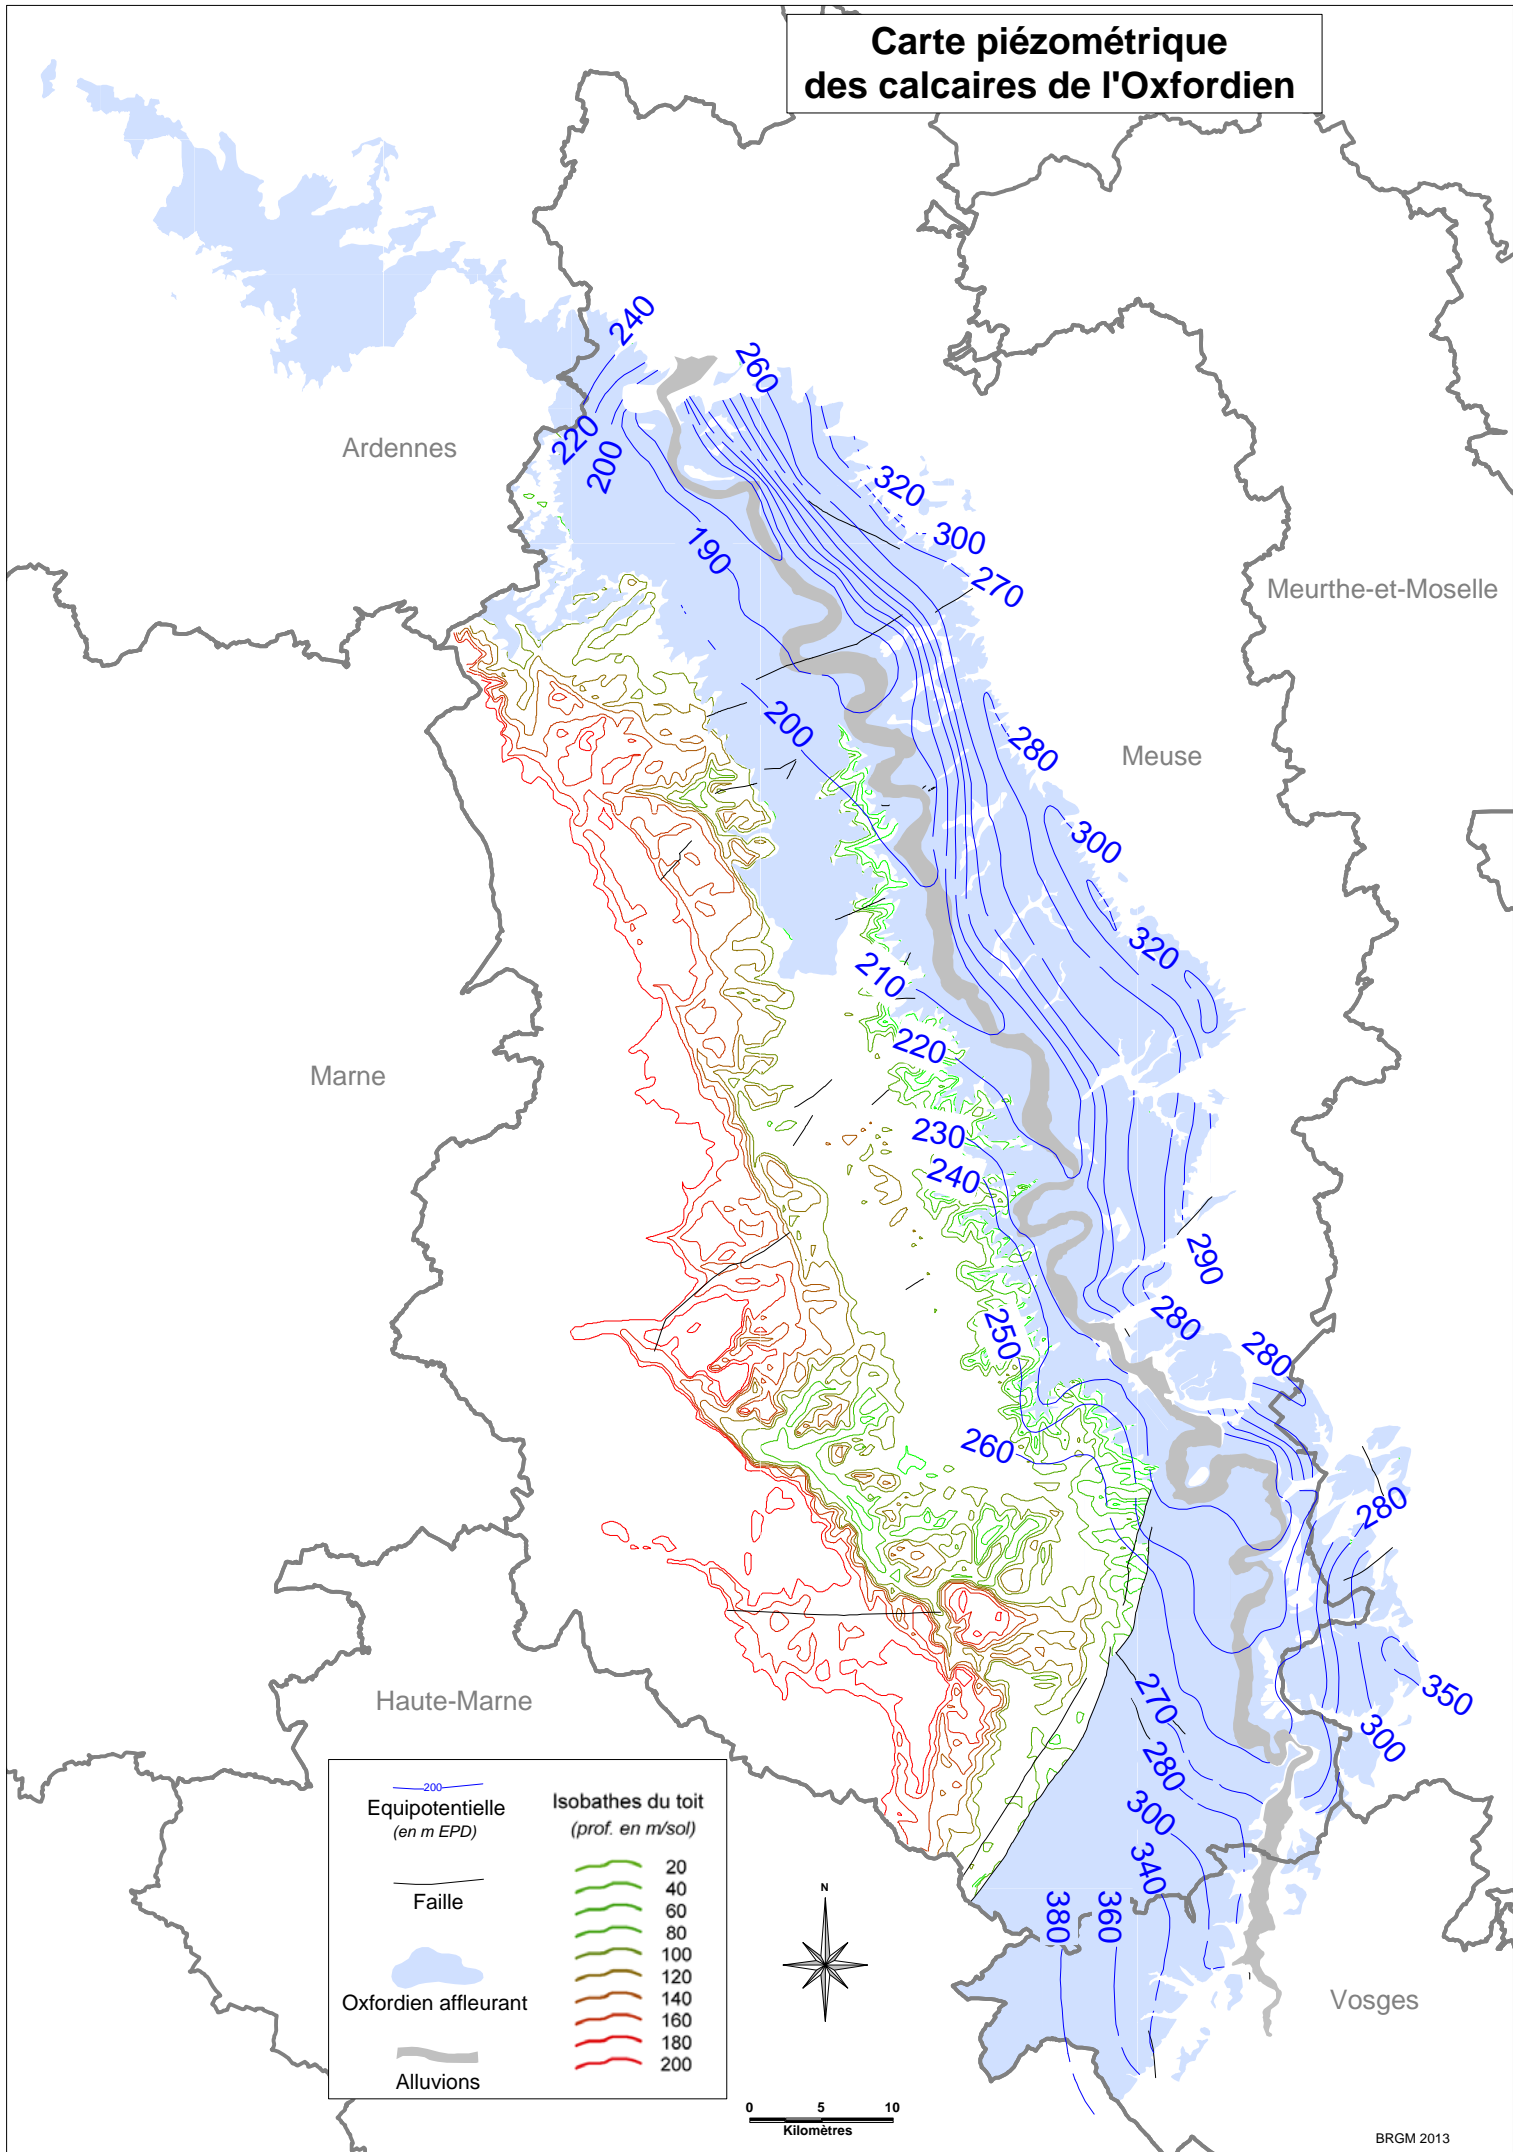 Carte piézométrique
des calcaires de l'Oxfordien
240
260
220
200
Ardennes
320
300
190
270
Meurthe-et-Moselle
200
280
Meuse
300
320
210
220
Marne
230
240
290
280
250
280
260
280
Haute-Marne
270
350
300
280
300
340
380
360
Vosges
200
Equipotentielle
(en m EPD)
Faille
Oxfordien affleurant
Alluvions
Isobathes du toit
(prof. en m/sol)
20
40
60
80
100
120
140
160
180
200
N
0 5 10
Kilomètres
BRGM 2013